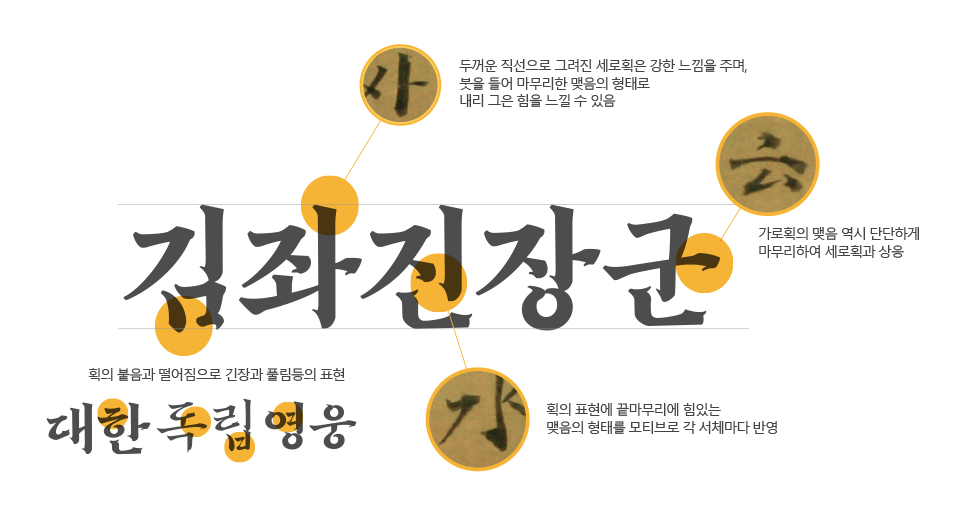 사
두꺼운 직선으로 그려진 세로획은 강한 느낌을 주며,
붓을 들어 마무리한 맺음의 형태로
내리 그은 힘을 느낄 수 있음
김좌진장군
가로획의 맺음 역시 단단하게
마무리하여 세로획과 상응
획의 붙음과 떨어짐으로 긴장과 풀림등의 표현
대한독립영웅
획의 표현에 끝마무리에 힘있는
맺음의 형태를 모티브로 각 서체마다 반영